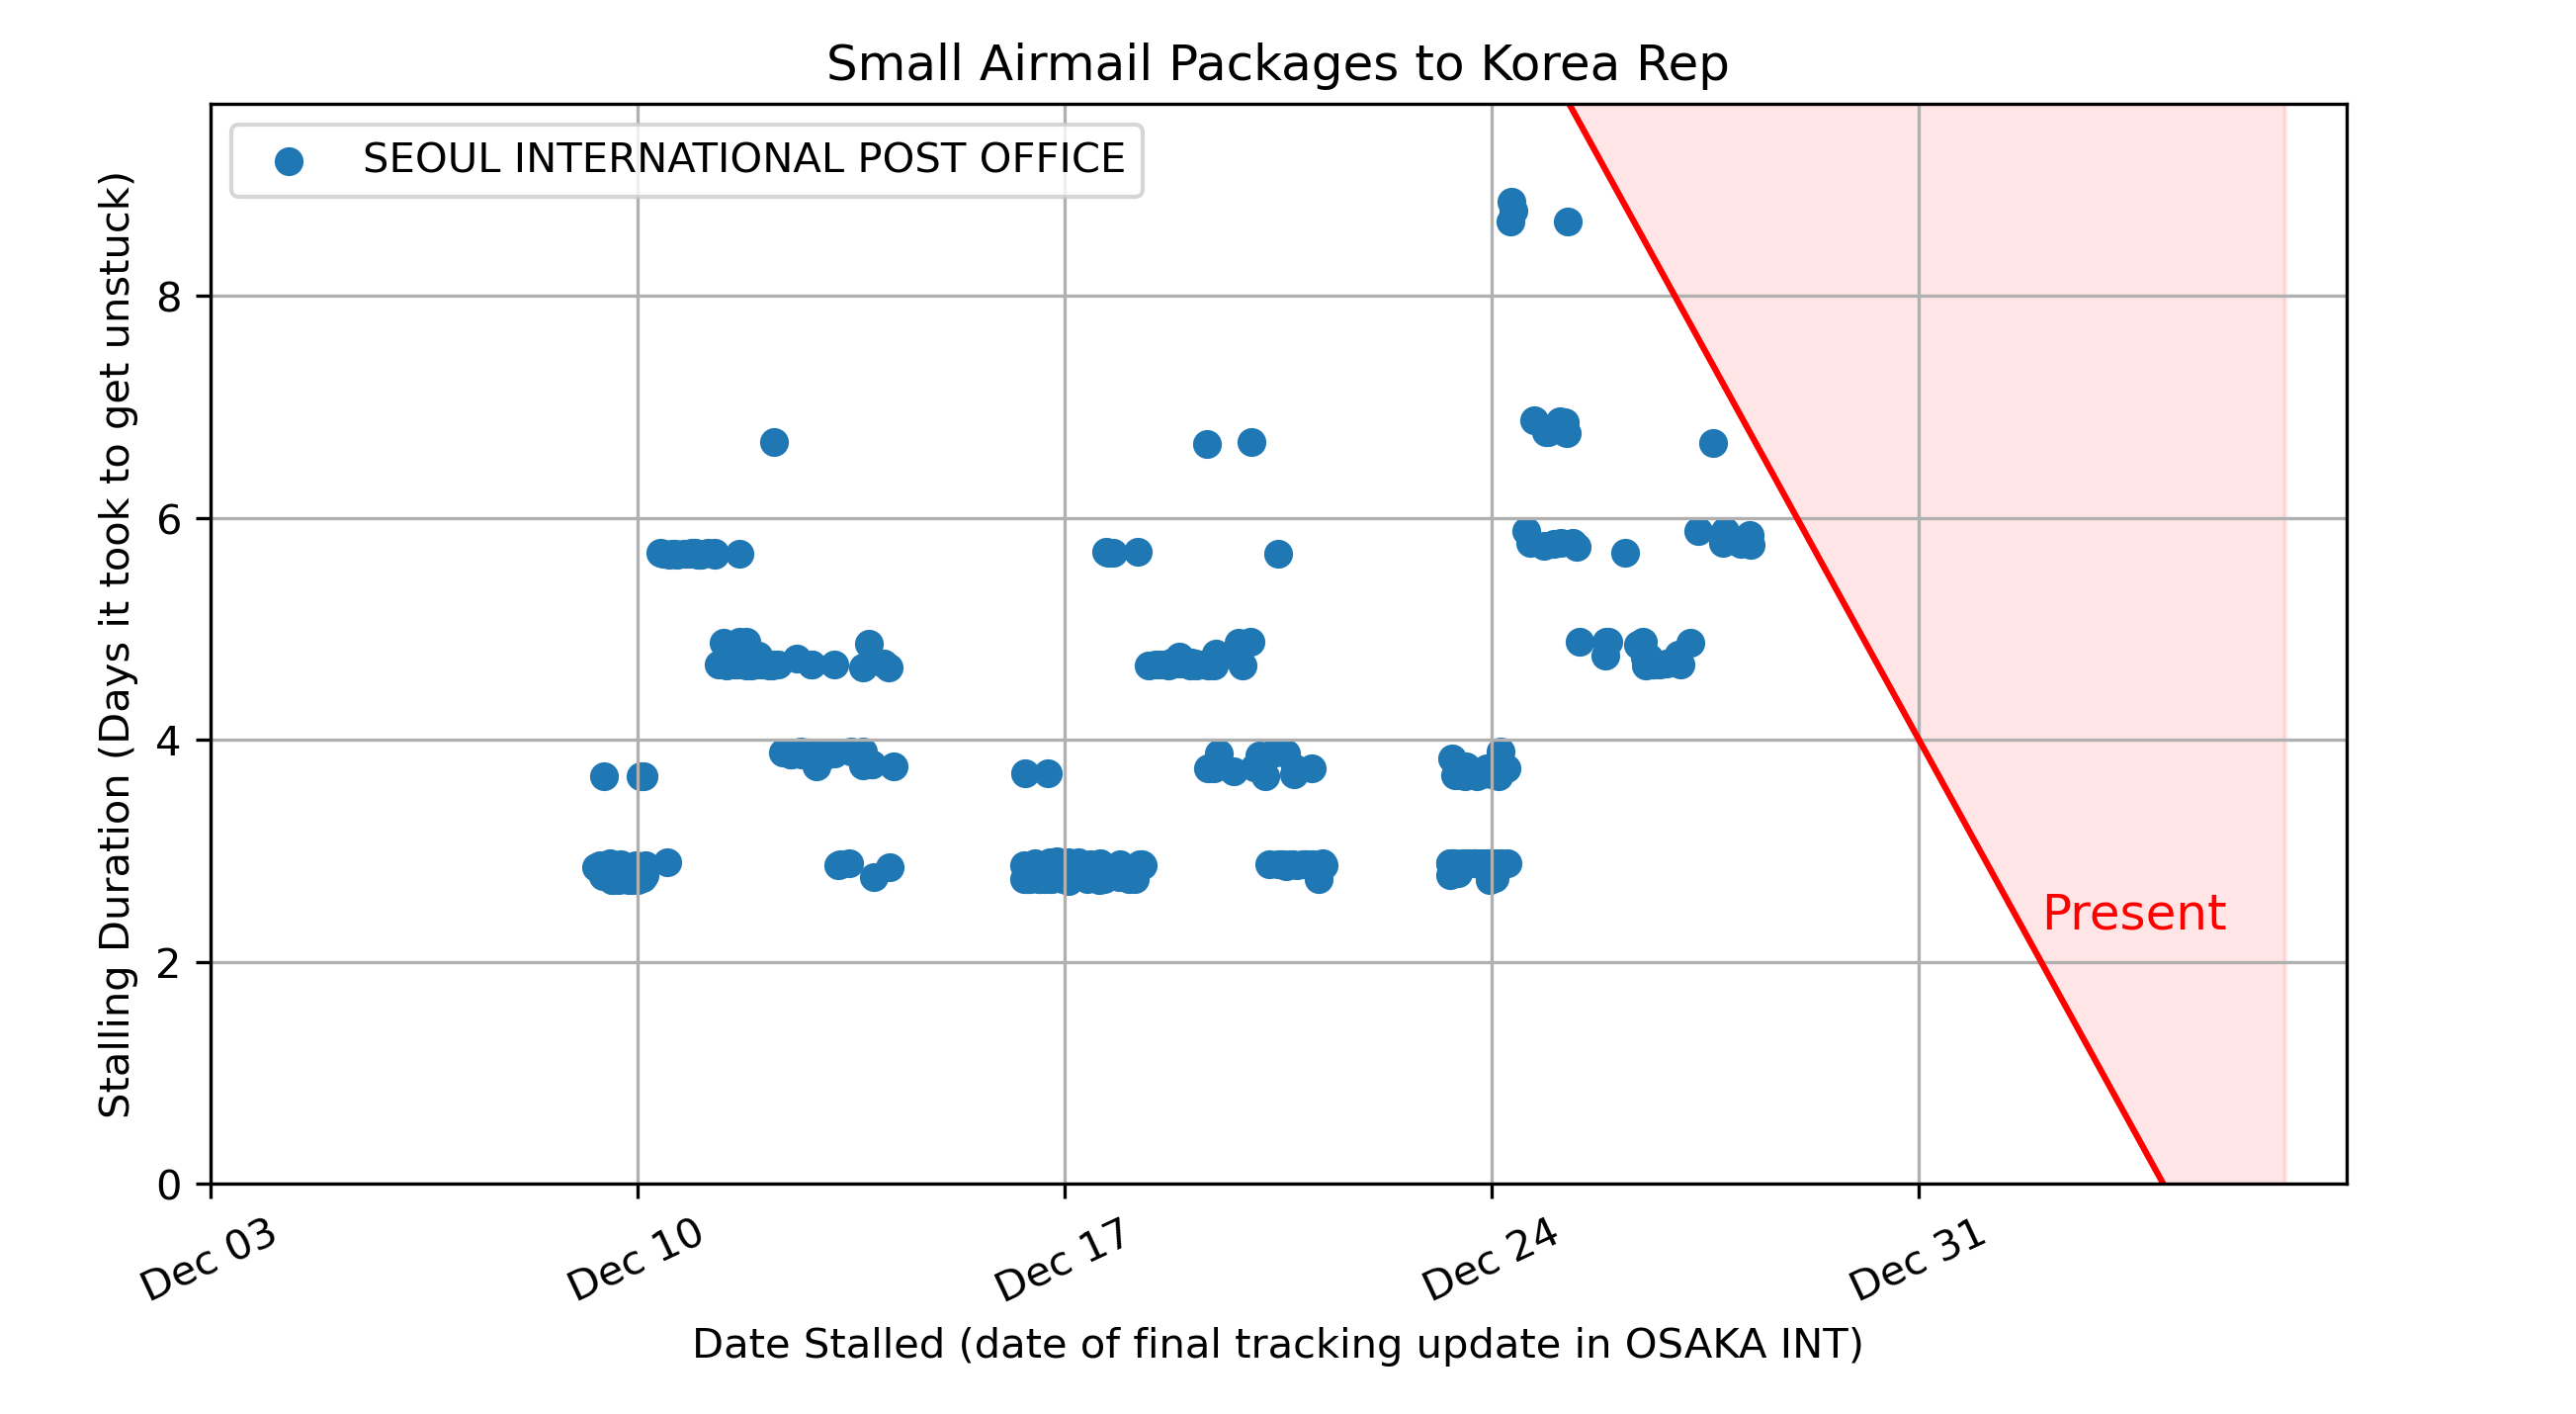 Small Airmail Packages to Korea Rep
SEOUL INTERNATIONAL POST OFFICE
Stalling Duration (Days it took to get unstuck)
8
6
4
2
0
Present
Dec 03
Dec 10
Dec 17
Dec 24
Dec 31
Date Stalled (date of final tracking update in OSAKA INT)